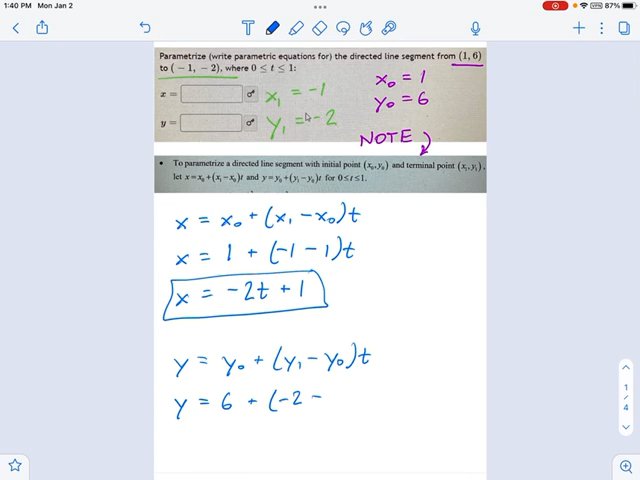 1:40 PM Mon Jan 2
87%
Parametrize (write parametric equations for) the directed line segment from (1, 6)
to (−1, −2), where 0 ≤ t ≤ 1:
x =
x₁ = −1
y =
y₁ = −2
x₀ = 1
y₀ = 6
NOTE
• To parametrize a directed line segment with initial point (x₀, y₀) and terminal point (x₁, y₁),
let x = x₀ + (x₁ − x₀)t and y = y₀ + (y₁ − y₀)t for 0 ≤ t ≤ 1.
x = x₀ + (x₁ − x₀)t
x = 1 + (−1 − 1)t
x = −2t + 1
y = y₀ + (y₁ − y₀)t
y = 6 + (−2 −
1
/
4